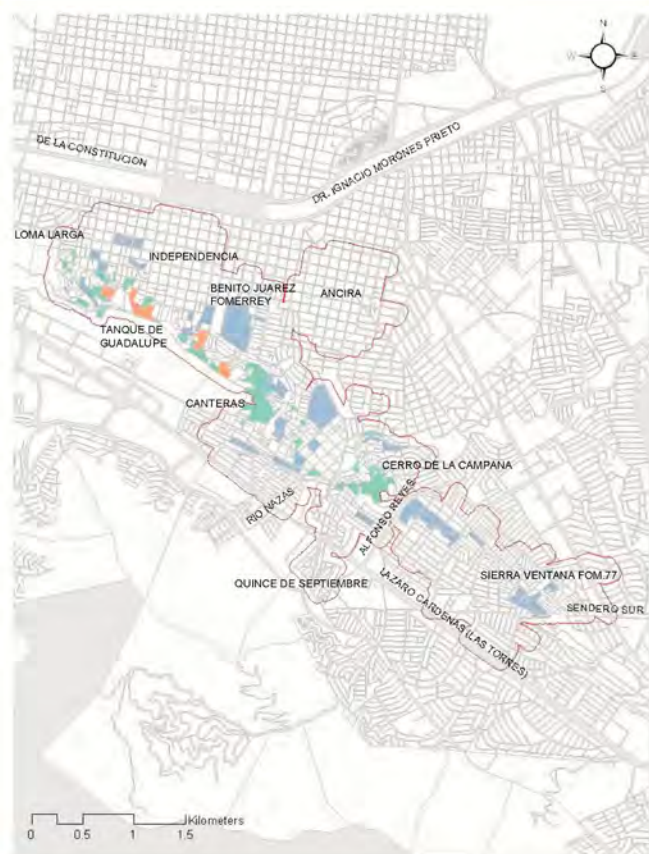 N
W
E
S
DE LA CONSTITUCION
DR. IGNACIO MORONES PRIETO
LOMA LARGA
INDEPENDENCIA
BENITO JUAREZ
FOMERREY
ANCIRA
TANQUE DE
GUADALUPE
CANTERAS
CERRO DE LA CAMPANA
RIO NAZAS
ALFONSO REYES
QUINCE DE SEPTIEMBRE
LAZARO CARDENAS (LAS TORRES)
SIERRA VENTANA FOM.77
SENDERO SUR
Kilometers
0 0.5 1 1.5